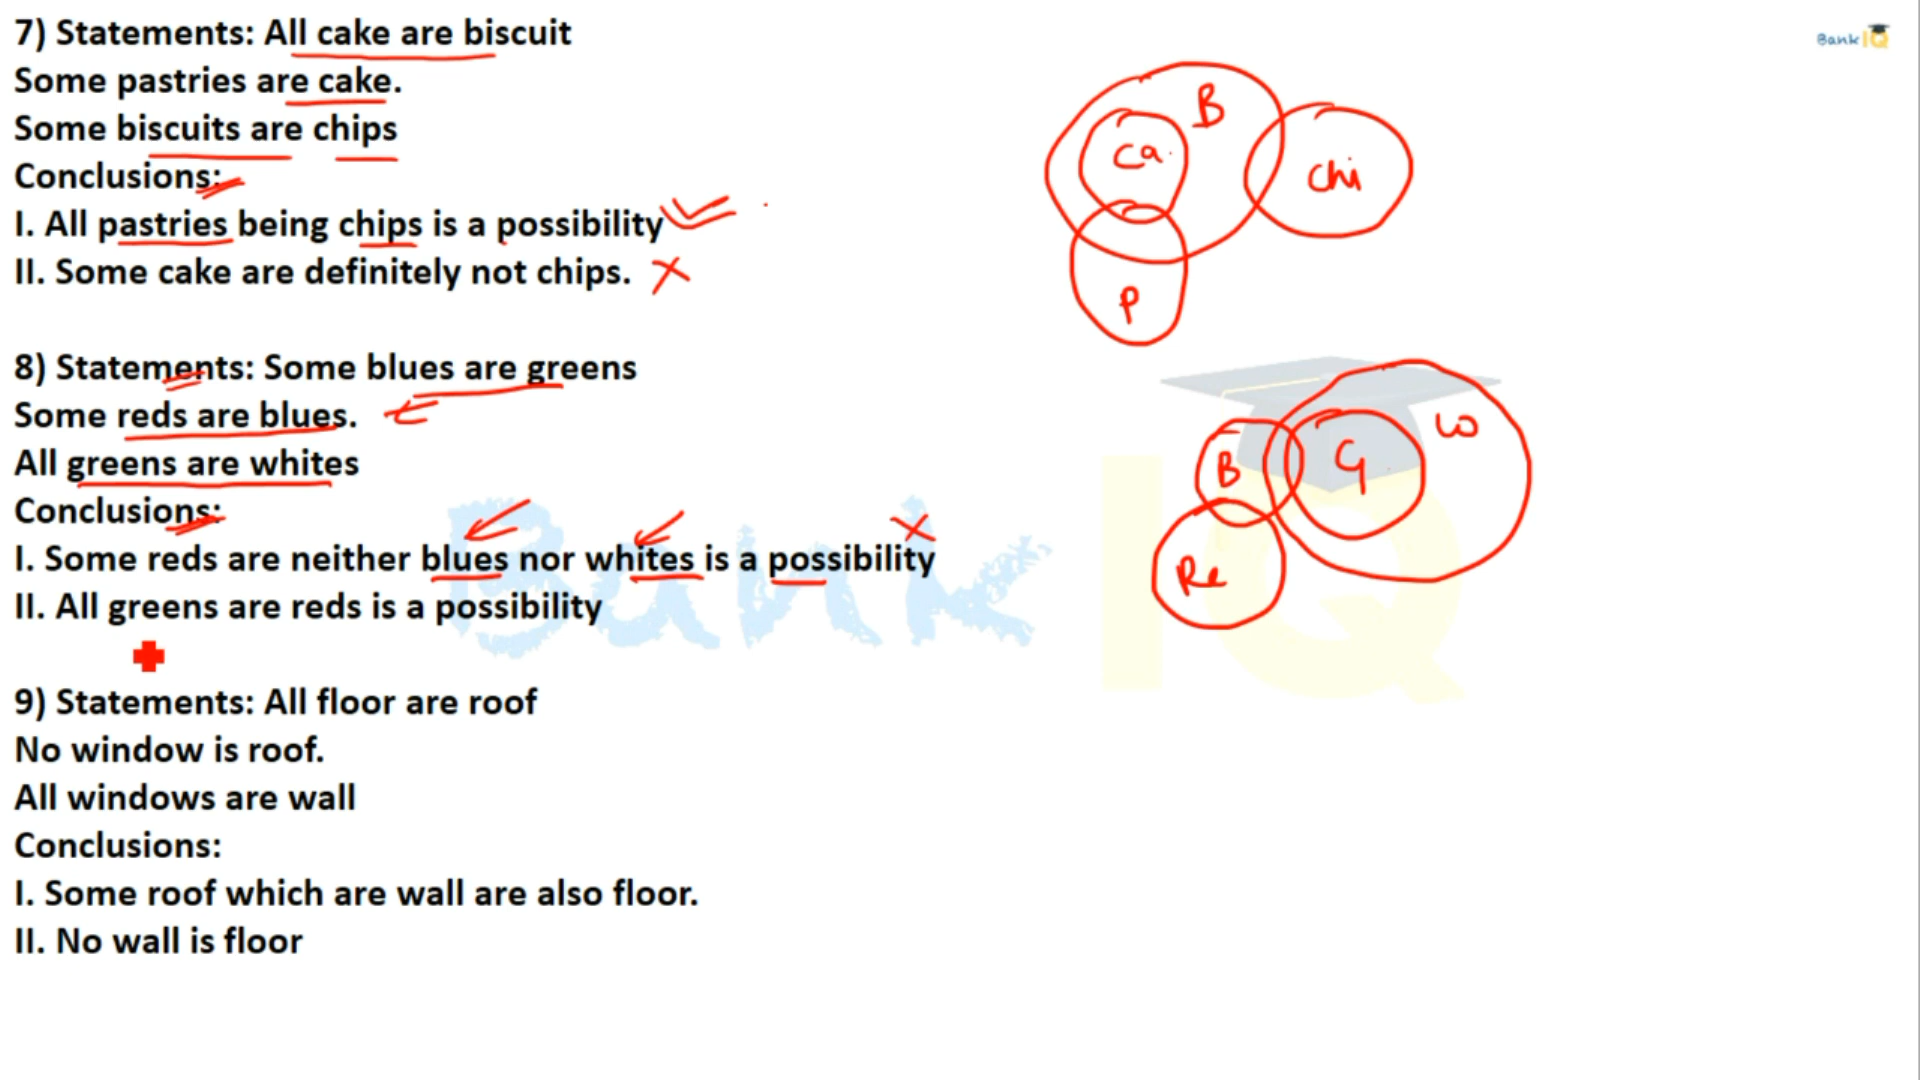 7) Statements: All cake are biscuit
Some pastries are cake.
Some biscuits are chips
Conclusions:
I. All pastries being chips is a possibility
II. Some cake are definitely not chips.
8) Statements: Some blues are greens
Some reds are blues.
All greens are whites
Conclusions:
I. Some reds are neither blues nor whites is a possibility
II. All greens are reds is a possibility
9) Statements: All floor are roof
No window is roof.
All windows are wall
Conclusions:
I. Some roof which are wall are also floor.
II. No wall is floor
Bank IQ
B
Ca
Chi
P
B
G
W
Re
Bank IQ